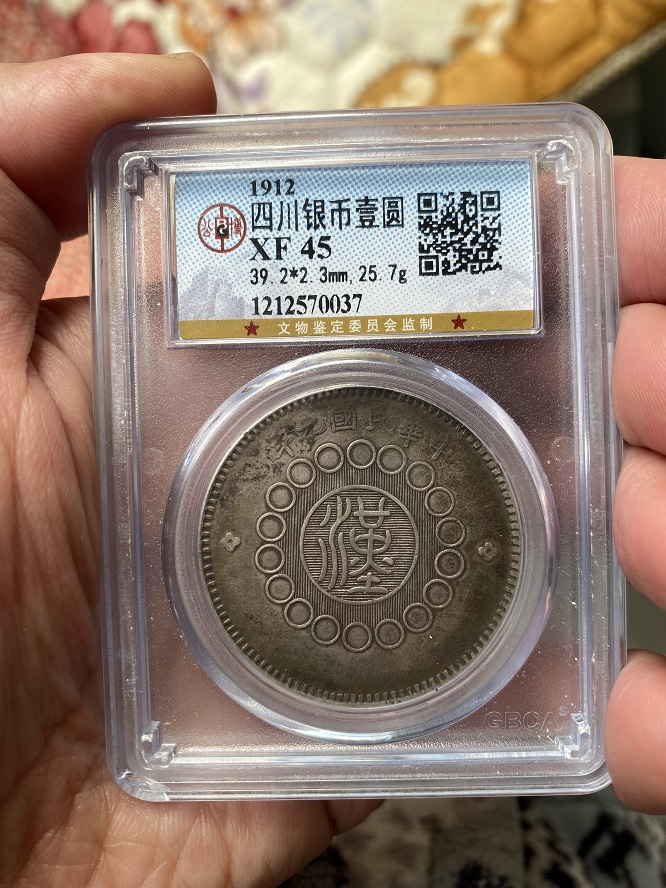 1912
四川银币壹圆
XF 45
39.2*2.3mm,25.7g
1212570037
文物鉴定委员会监制
中華民國元年
漢
GBCA